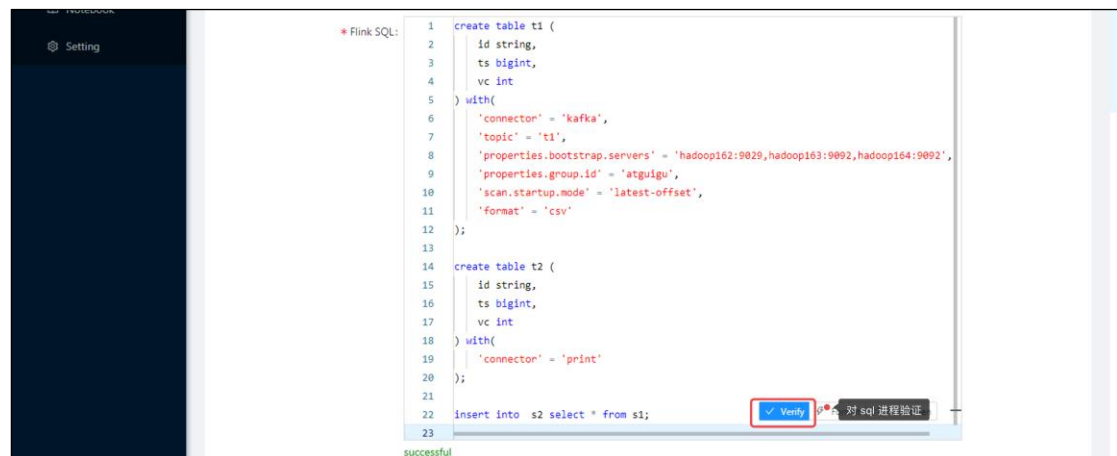 Notebook
Setting
* Flink SQL:
1 create table t1 (
2 id string,
3 ts bigint,
4 vc int
5 ) with(
6 'connector' = 'kafka',
7 'topic' = 't1',
8 'properties.bootstrap.servers' = 'hadoop162:9029,hadoop163:9092,hadoop164:9092',
9 'properties.group.id' = 'atguigu',
10 'scan.startup.mode' = 'latest-offset',
11 'format' = 'csv'
12 );
13
14 create table t2 (
15 id string,
16 ts bigint,
17 vc int
18 ) with(
19 'connector' = 'print'
20 );
21
22 insert into s2 select * from s1;
Verify 对 sql 进程验证
23
successful